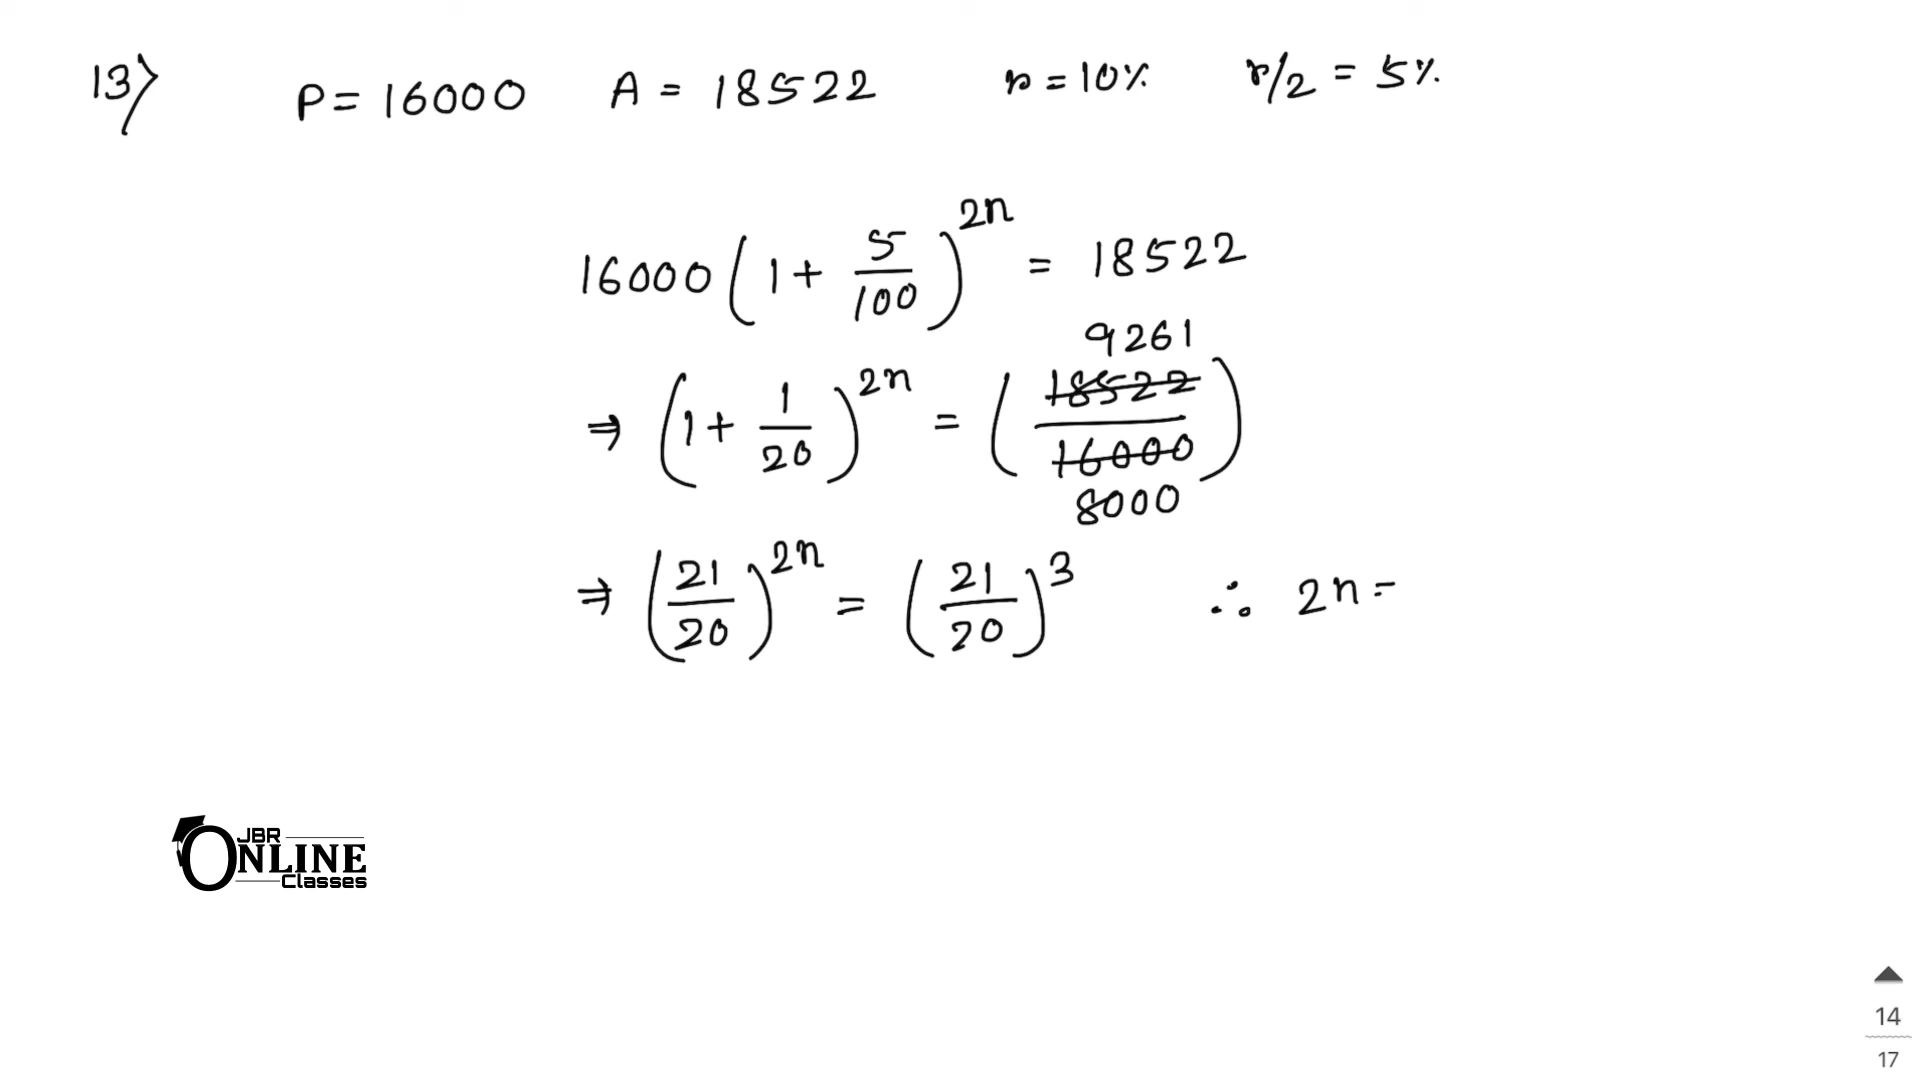 13) P = 16000 A = 18522 r = 10% r/2 = 5%
16000 ( 1 + 5/100 )^2n = 18522
⇒ ( 1 + 1/20 )^2n = ( 9261 18522/16000 8000 )
⇒ ( 21/20 )^2n = ( 21/20 )^3 ∴ 2n =
JBR
ONLINE
Classes
14
17